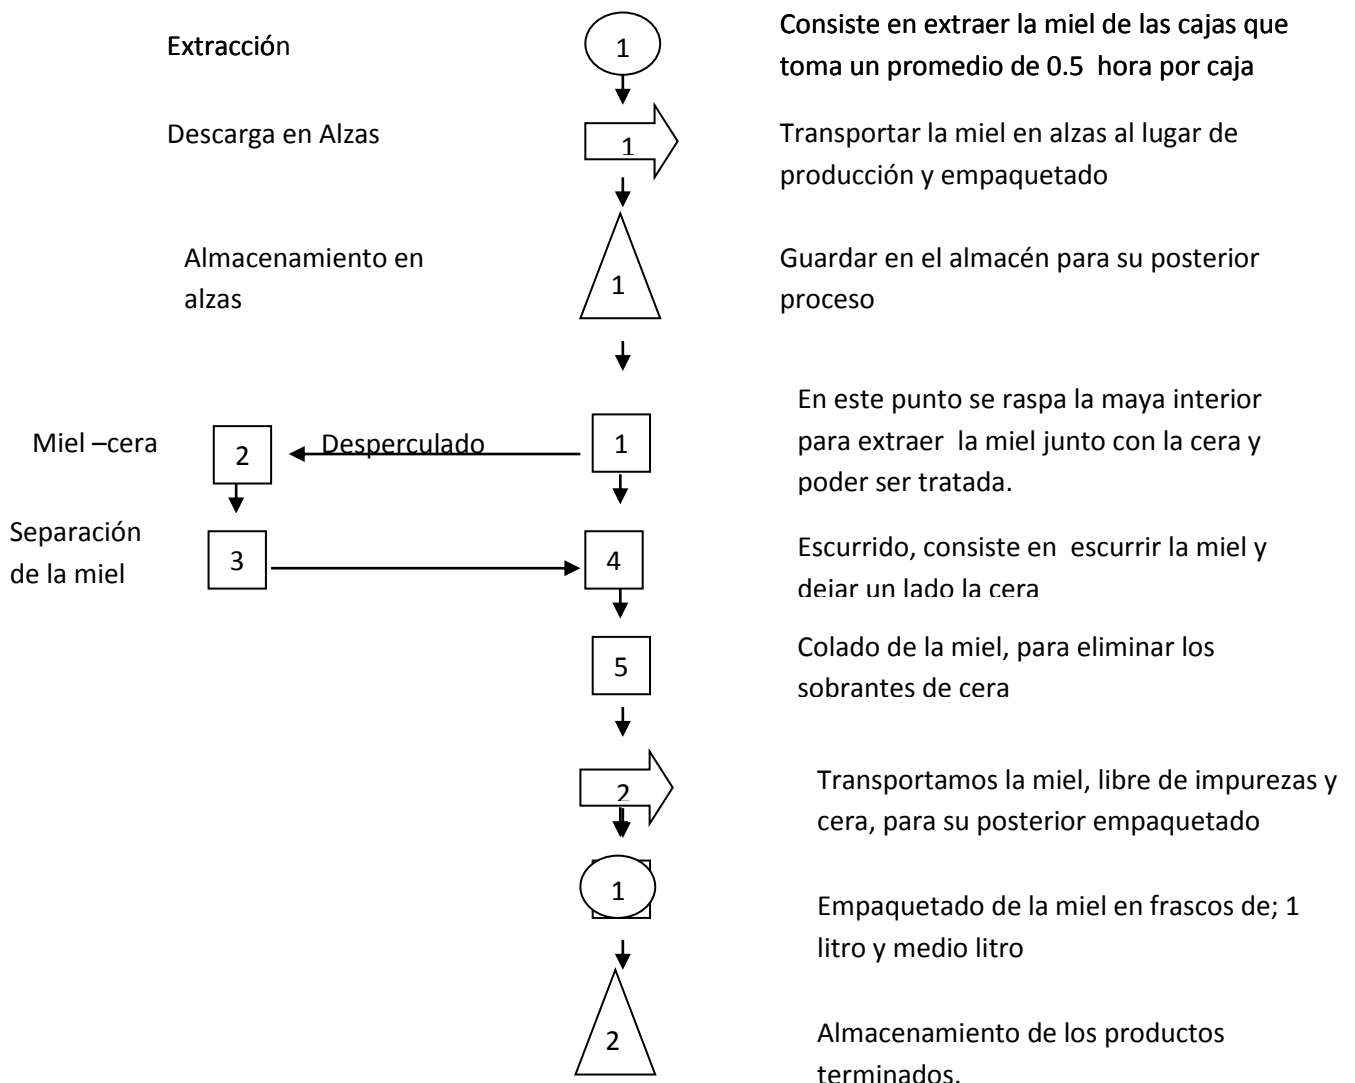 Extracción
1
Consiste en extraer la miel de las cajas que
toma un promedio de 0.5 hora por caja
Descarga en Alzas
1
Transportar la miel en alzas al lugar de
producción y empaquetado
Almacenamiento en
alzas
1
Guardar en el almacén para su posterior
proceso
Miel –cera
2
Desperculado
1
En este punto se raspa la maya interior
para extraer la miel junto con la cera y
poder ser tratada.
Separación
de la miel
3
4
Escurrido, consiste en escurrir la miel y
dejar un lado la cera
5
Colado de la miel, para eliminar los
sobrantes de cera
2
Transportamos la miel, libre de impurezas y
cera, para su posterior empaquetado
1
Empaquetado de la miel en frascos de; 1
litro y medio litro
2
Almacenamiento de los productos
terminados.